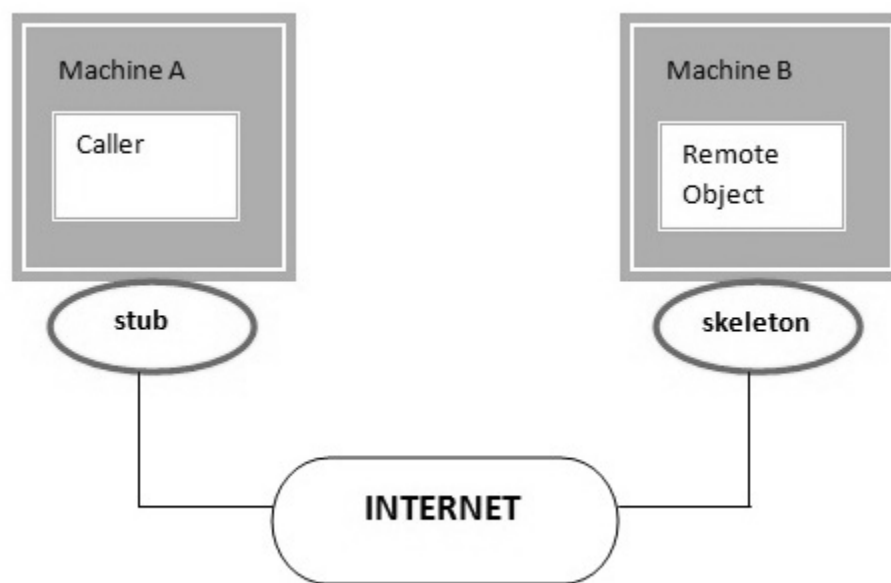 Machine A
Caller
Machine B
Remote
Object
stub
skeleton
INTERNET